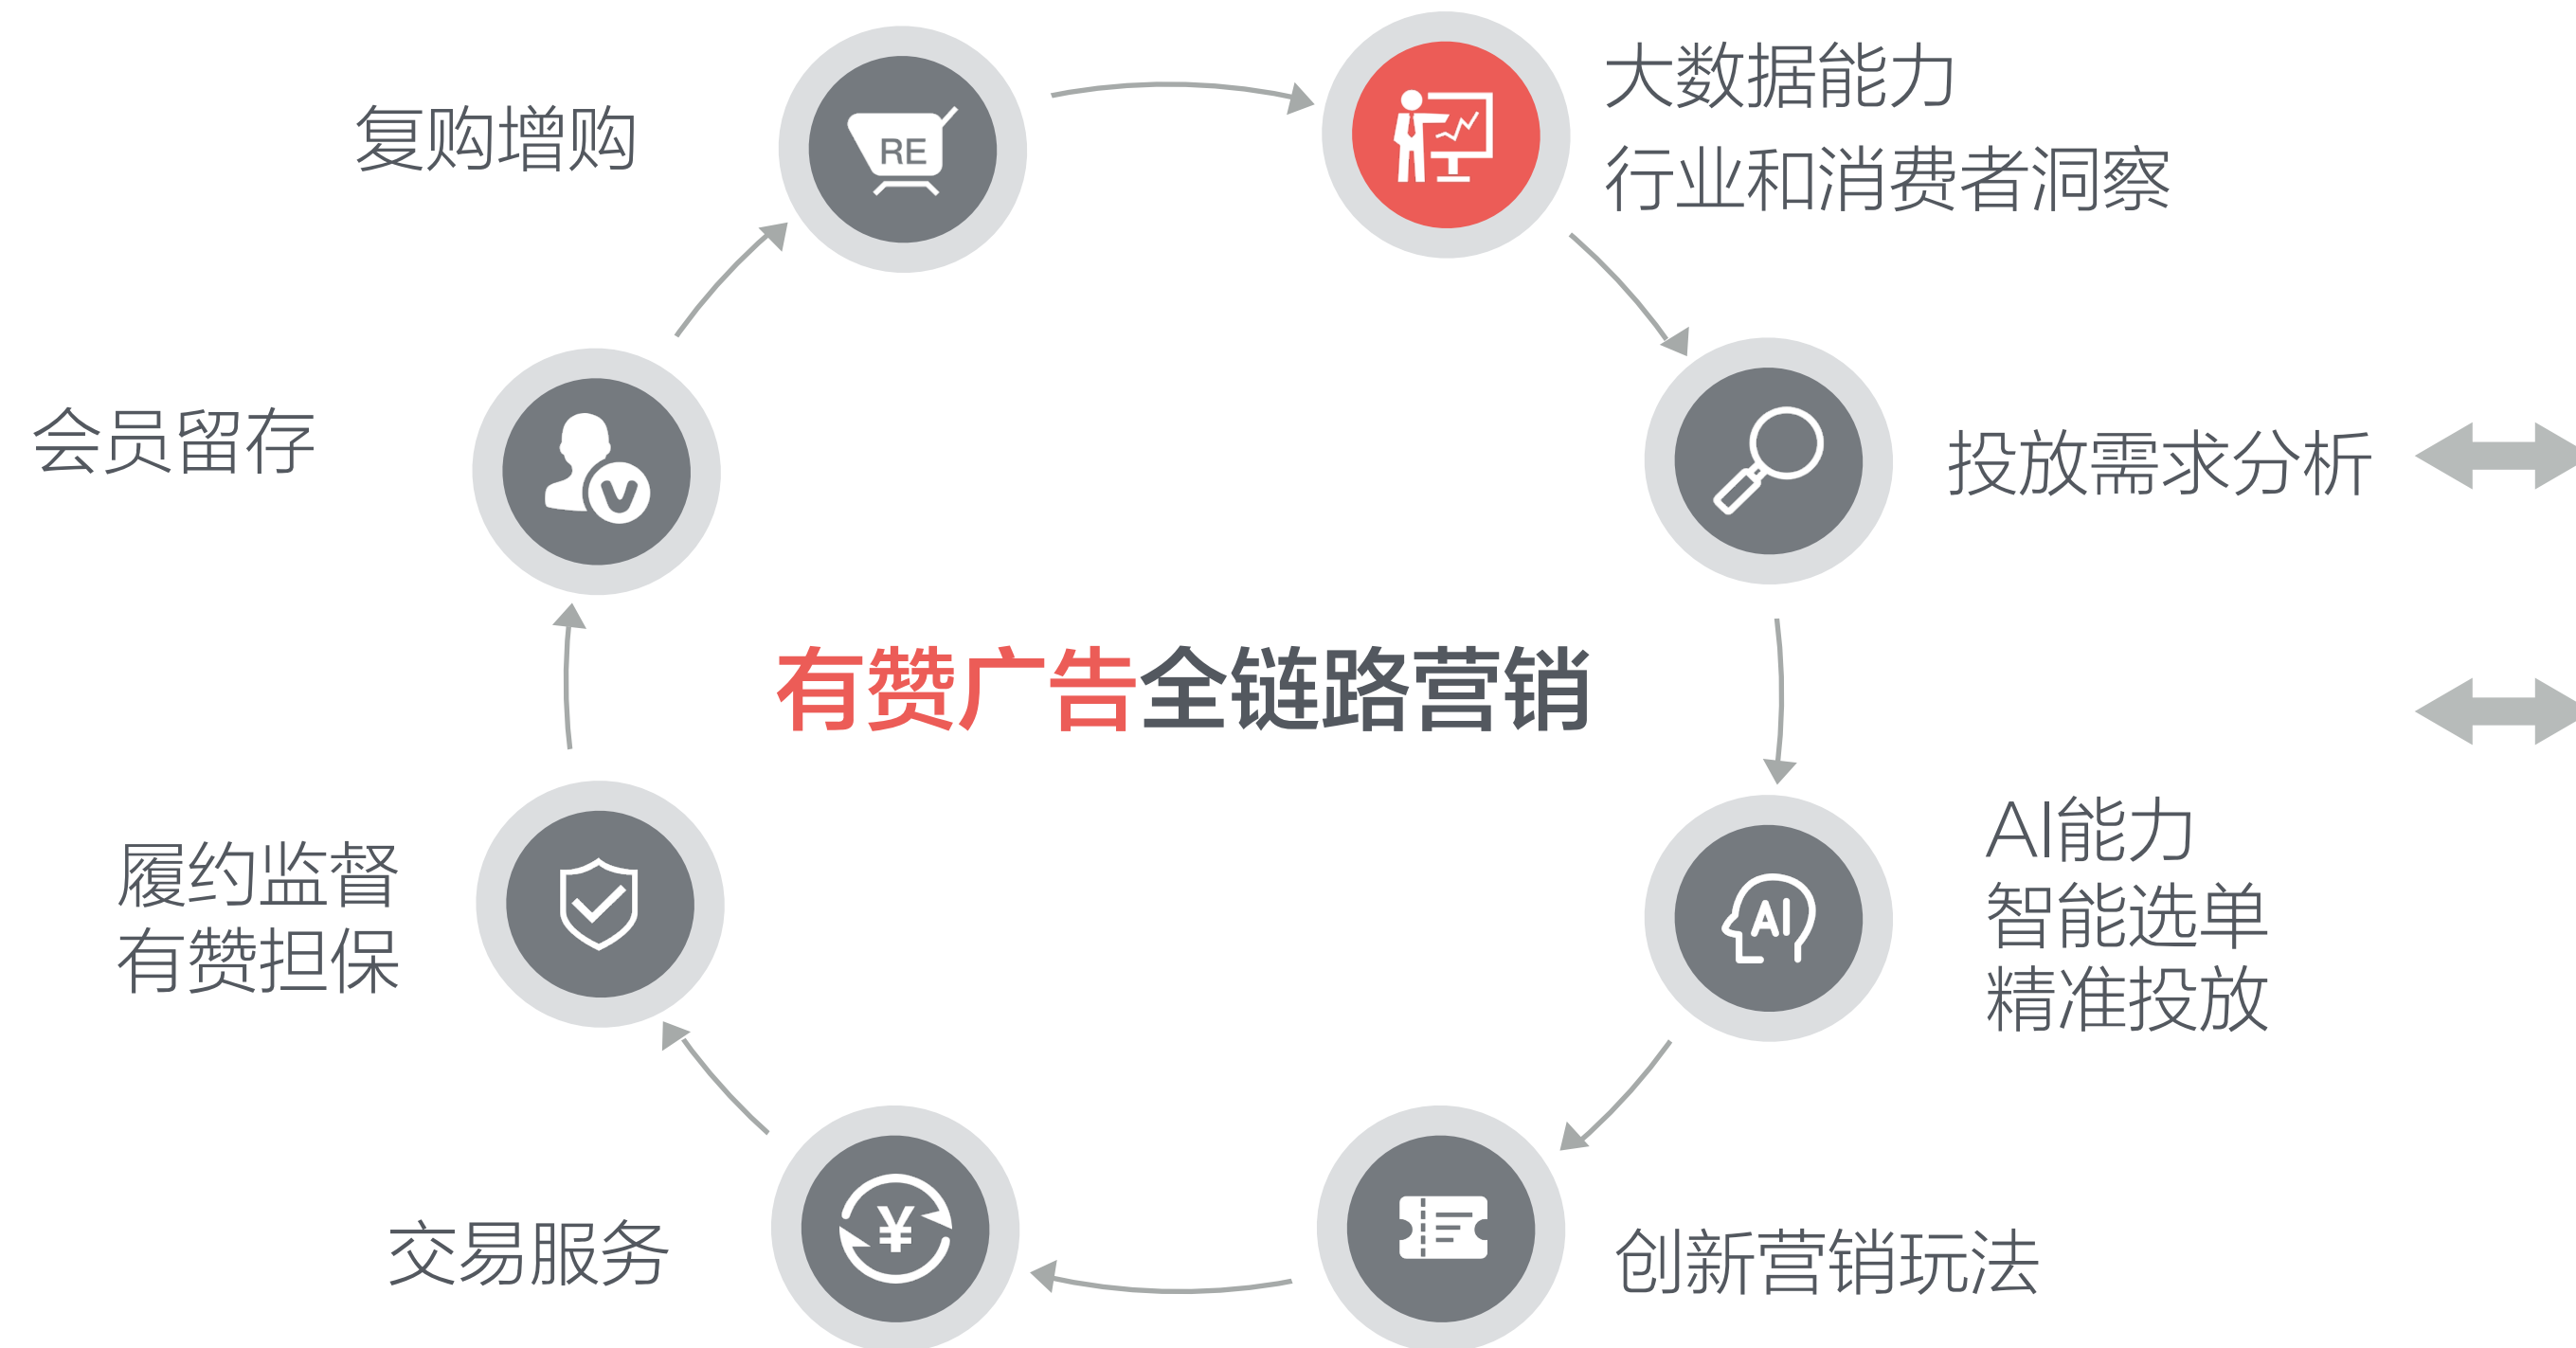 大数据能力
行业和消费者洞察
复购增购
RE
会员留存
投放需求分析
有赞广告全链路营销
AI能力
智能选单
精准投放
AI
履约监督
有赞担保
交易服务
¥
创新营销玩法